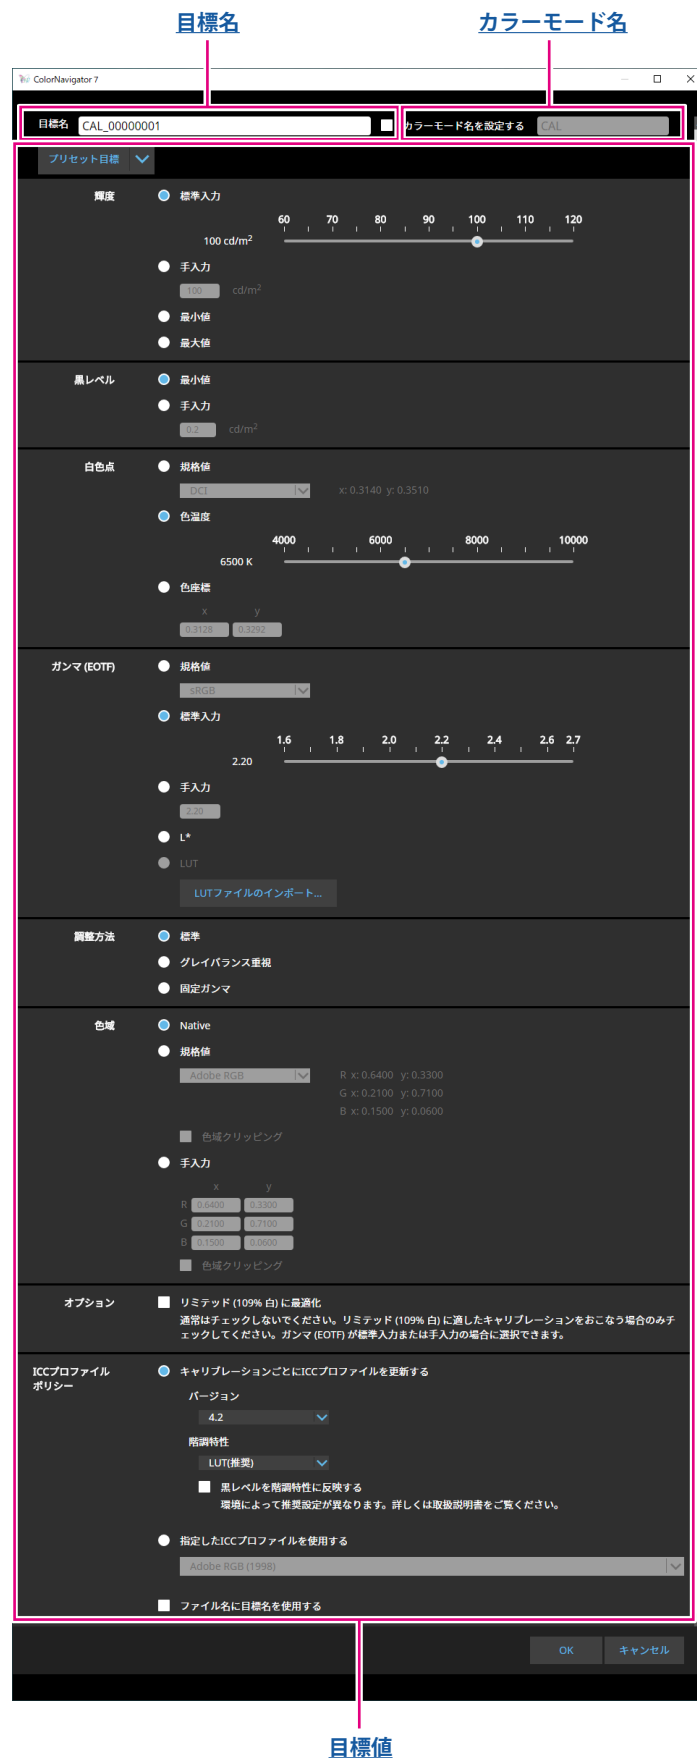 目標名 カラーモード名
ColorNavigator 7
目標名 CAL_00000001 カラーモード名を設定する CAL
プリセット目標
輝度 標準入力
60 70 80 90 100 110 120
100 cd/m2
手入力
100 cd/m2
最小値
最大値
黒レベル 最小値
手入力
0.2 cd/m2
白色点 規格値
DCI x: 0.3140 y: 0.3510
色温度
4000 6000 8000 10000
6500 K
色座標
x y
0.3128 0.3292
ガンマ (EOTF) 規格値
sRGB
標準入力
1.6 1.8 2.0 2.2 2.4 2.6 2.7
2.20
手入力
2.20
L*
LUT
LUTファイルのインポート...
調整方法 標準
グレイバランス重視
固定ガンマ
色域 Native
規格値
Adobe RGB R x: 0.6400 y: 0.3300
G x: 0.2100 y: 0.7100
B x: 0.1500 y: 0.0600
色域クリッピング
手入力
x y
R 0.6400 0.3300
G 0.2100 0.7100
B 0.1500 0.0600
色域クリッピング
オプション リミテッド (109% 白) に最適化
通常はチェックしないでください。リミテッド (109% 白) に適したキャリブレーションをおこなう場合のみチ
ェックしてください。ガンマ (EOTF) が標準入力または手入力の場合に選択できます。
ICCプロファイル キャリブレーションごとにICCプロファイルを更新する
ポリシー
バージョン
4.2
階調特性
LUT(推奨)
黒レベルを階調特性に反映する
環境によって推奨設定が異なります。詳しくは取扱説明書をご覧ください。
指定したICCプロファイルを使用する
Adobe RGB (1998)
ファイル名に目標名を使用する
OK キャンセル
目標値